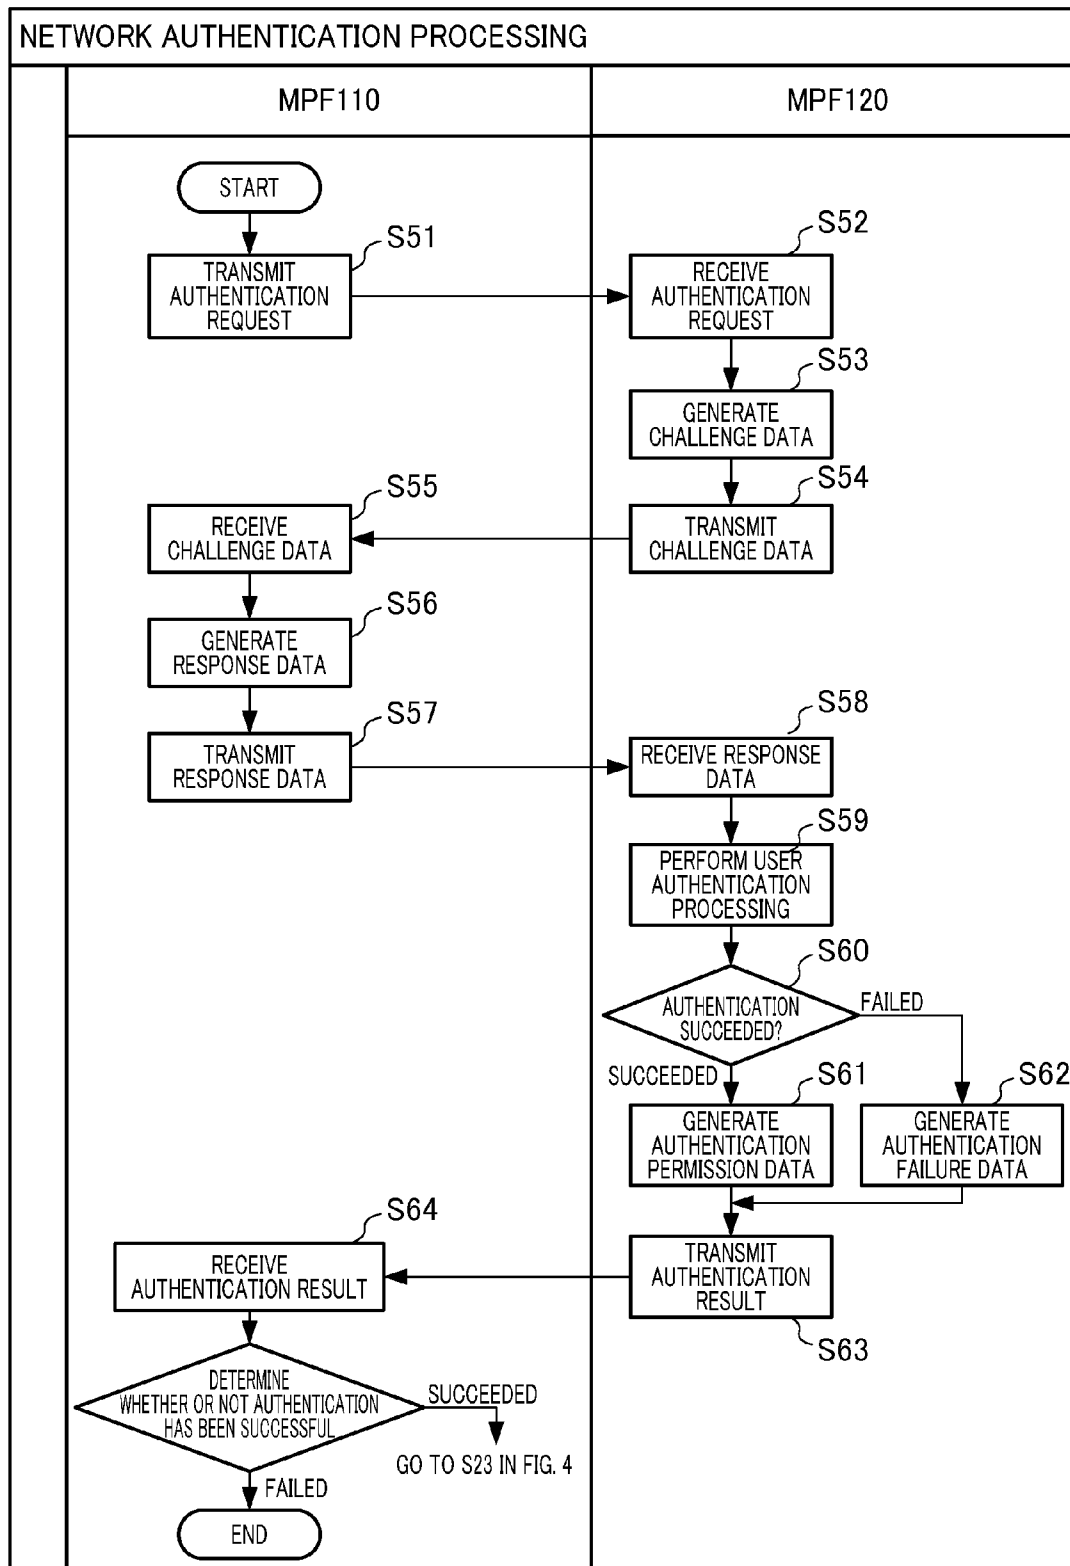 NETWORK AUTHENTICATION PROCESSING
MPF110
MPF120
START
S51
TRANSMIT
AUTHENTICATION
REQUEST
S52
RECEIVE
AUTHENTICATION
REQUEST
S53
GENERATE
CHALLENGE DATA
S54
TRANSMIT
CHALLENGE DATA
S55
RECEIVE
CHALLENGE DATA
S56
GENERATE
RESPONSE DATA
S57
TRANSMIT
RESPONSE DATA
S58
RECEIVE RESPONSE
DATA
S59
PERFORM USER
AUTHENTICATION
PROCESSING
S60
AUTHENTICATION
SUCCEEDED?
FAILED
SUCCEEDED
S61
GENERATE
AUTHENTICATION
PERMISSION DATA
S62
GENERATE
AUTHENTICATION
FAILURE DATA
S63
TRANSMIT
AUTHENTICATION
RESULT
S64
RECEIVE
AUTHENTICATION RESULT
DETERMINE
WHETHER OR NOT AUTHENTICATION
HAS BEEN SUCCESSFUL
SUCCEEDED
GO TO S23 IN FIG. 4
FAILED
END